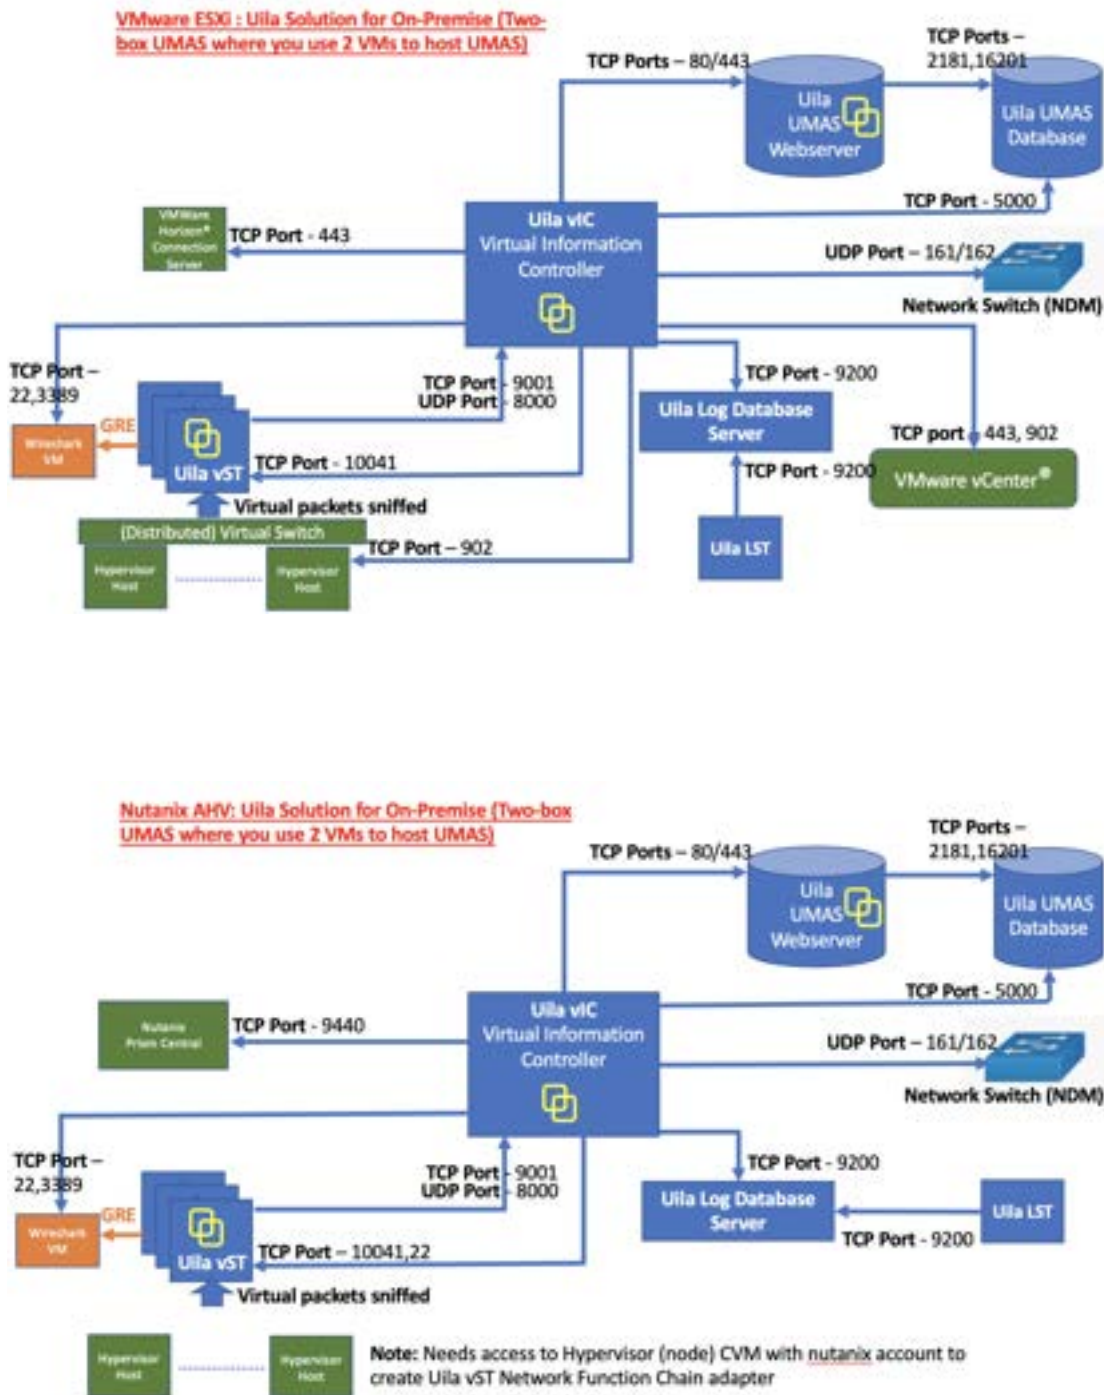 VMware ESXi : Uila Solution for On-Premise (Two-
box UMAS where you use 2 VMs to host UMAS)
TCP Ports – 80/443
TCP Ports –
2181,16201
Uila
UMAS
Webserver
Uila UMAS
Database
TCP Port - 5000
VMWare
Horizon®
Connection
Server
TCP Port - 443
Uila vIC
Virtual Information
Controller
UDP Port – 161/162
Network Switch (NDM)
TCP Port –
22,3389
TCP Port - 9001
UDP Port - 8000
TCP Port - 9200
Uila Log Database
Server
TCP port - 443, 902
VMware vCenter®
Wireshark
VM
GRE
Uila vST
TCP Port - 10041
TCP Port - 9200
Virtual packets sniffed
(Distributed) Virtual Switch
TCP Port – 902
Uila LST
Hypervisor
Host
Hypervisor
Host
Nutanix AHV: Uila Solution for On-Premise (Two-box
UMAS where you use 2 VMs to host UMAS)
TCP Ports – 80/443
TCP Ports –
2181,16201
Uila
UMAS
Webserver
Uila UMAS
Database
TCP Port - 5000
Nutanix
Prism Central
TCP Port - 9440
Uila vIC
Virtual Information
Controller
UDP Port – 161/162
Network Switch (NDM)
TCP Port –
22,3389
TCP Port - 9001
UDP Port - 8000
TCP Port - 9200
Uila Log Database
Server
Uila LST
TCP Port - 9200
Wireshark
VM
GRE
Uila vST
TCP Port – 10041,22
Virtual packets sniffed
Hypervisor
Host
Hypervisor
Host
Note: Needs access to Hypervisor (node) CVM with nutanix account to
create Uila vST Network Function Chain adapter